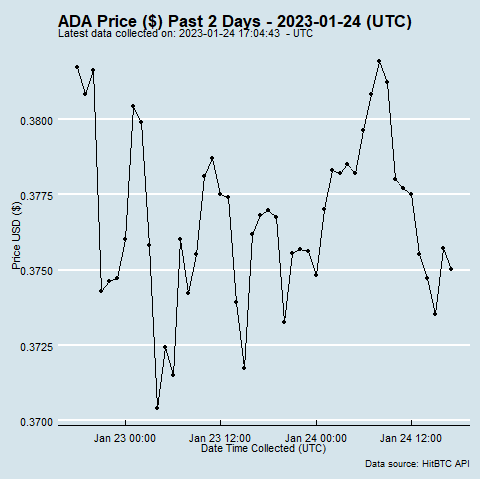 ADA Price ($) Past 2 Days - 2023-01-24 (UTC)
Latest data collected on: 2023-01-24 17:04:43 - UTC
Price USD ($)
0.3800
0.3775
0.3750
0.3725
0.3700
Jan 23 00:00 Jan 23 12:00 Jan 24 00:00 Jan 24 12:00
Date Time Collected (UTC)
Data source: HitBTC API